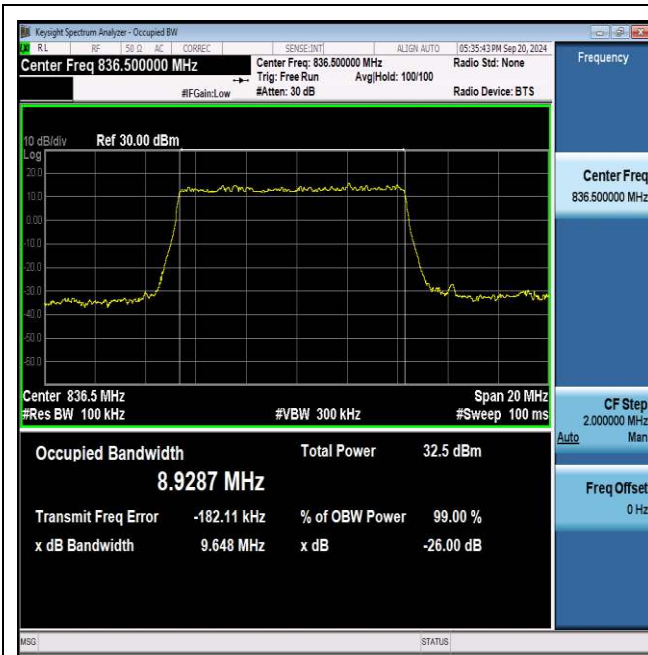 Keysight Spectrum Analyzer - Occupied BW
RL RF 50 Ω AC CORREC SENSE:INT ALIGN AUTO 05:35:43 PM Sep 20, 2024
Center Freq 836.500000 MHz Center Freq: 836.500000 MHz Radio Std: None Frequency
Trig: Free Run Avg|Hold: 100/100
#IFGain:Low #Atten: 30 dB Radio Device: BTS
10 dB/div Ref 30.00 dBm
Log
20.0
10.0
0.00
-10.0
-20.0
-30.0
-40.0
-50.0
-60.0
Center Freq
836.500000 MHz
Center 836.5 MHz Span 20 MHz
#Res BW 100 kHz #VBW 300 kHz #Sweep 100 ms
CF Step
2.000000 MHz
Auto Man
Occupied Bandwidth Total Power 32.5 dBm
8.9287 MHz
Transmit Freq Error -182.11 kHz % of OBW Power 99.00 %
x dB Bandwidth 9.648 MHz x dB -26.00 dB
Freq Offset
0 Hz
MSG STATUS